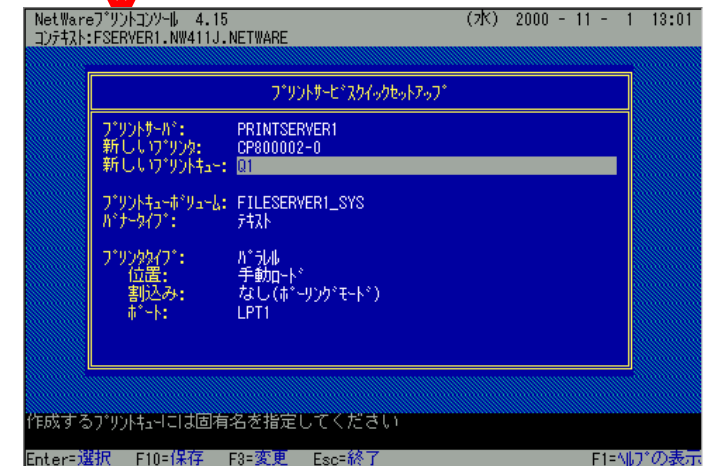 NetWareﾌﾟﾘﾝﾄｺﾝｿｰﾙ 4.15 (水) 2000 - 11 - 1 13:01
ｺﾝﾃｷｽﾄ:FSERVER1.NW411J.NETWARE
ﾌﾟﾘﾝﾄｻｰﾋﾞｽｸｲｯｸｾｯﾄｱｯﾌﾟ
ﾌﾟﾘﾝﾄｻｰﾊﾞ: PRINTSERVER1
新しいﾌﾟﾘﾝﾀ: CP800002-0
新しいﾌﾟﾘﾝﾄｷｭｰ: Q1
ﾌﾟﾘﾝﾄｷｭｰﾎﾞﾘｭｰﾑ: FILESERVER1_SYS
ﾊﾞﾅｰﾀｲﾌﾟ: ﾃｷｽﾄ
ﾌﾟﾘﾝﾀﾀｲﾌﾟ: ﾊﾟﾗﾚﾙ
位置: 手動ﾛｰﾄﾞ
割込み: なし(ﾎﾟｰﾘﾝｸﾞﾓｰﾄﾞ)
ﾎﾟｰﾄ: LPT1
作成するﾌﾟﾘﾝﾄｷｭｰには固有名を指定してください
Enter=選択 F10=保存 F3=変更 Esc=終了 F1=ﾍﾙﾌﾟの表示